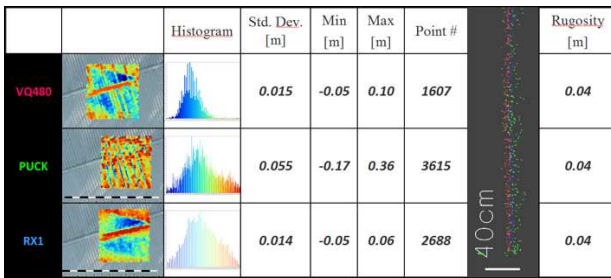 Histogram Std. Dev. [m] Min [m] Max [m] Point # Rugosity [m]
VQ480 0.015 -0.05 0.10 1607 0.04
PUCK 0.055 -0.17 0.36 3615 0.04
RX1 0.014 -0.05 0.06 2688 0.04
40cm